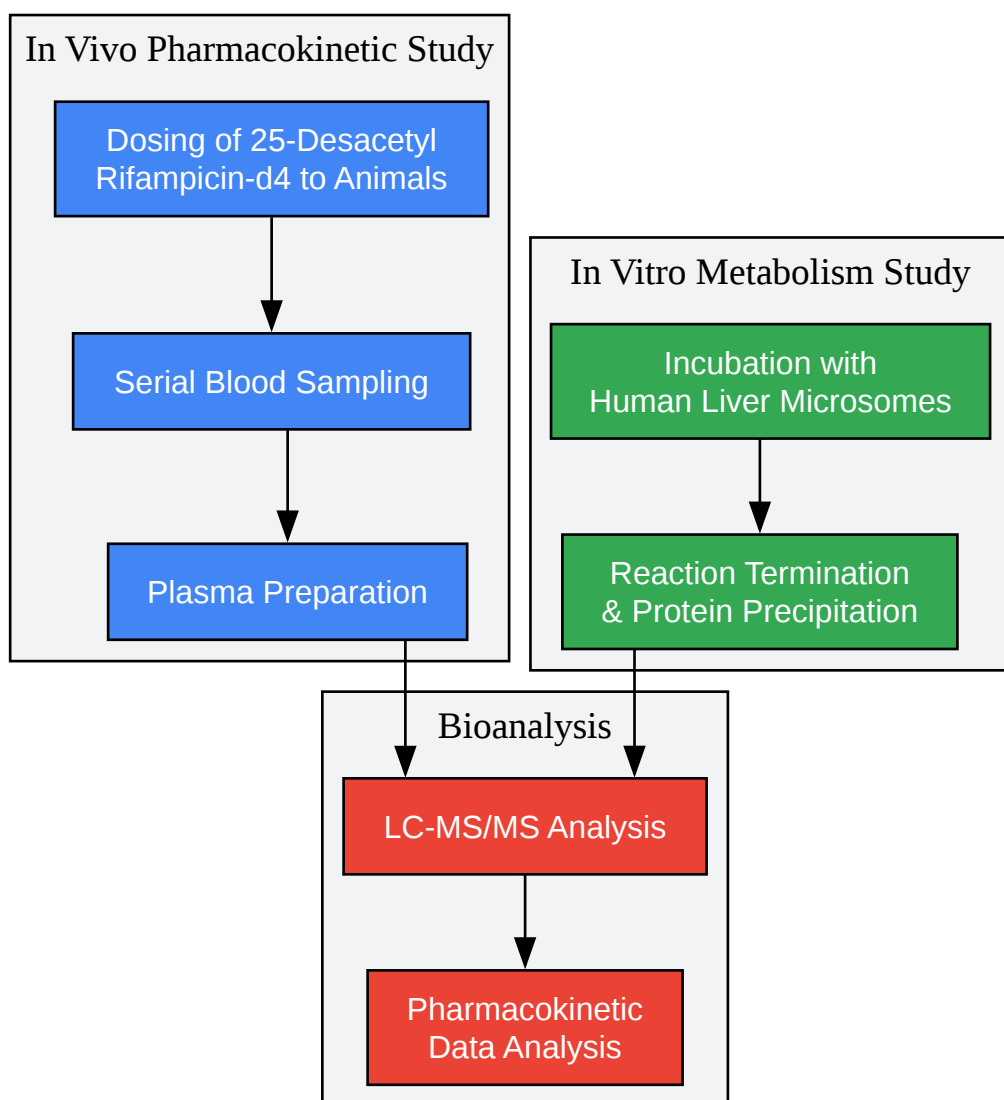 In Vivo Pharmacokinetic Study
Dosing of 25-Desacetyl
Rifampicin-d4 to Animals
Serial Blood Sampling
Plasma Preparation
In Vitro Metabolism Study
Incubation with
Human Liver Microsomes
Reaction Termination
& Protein Precipitation
Bioanalysis
LC-MS/MS Analysis
Pharmacokinetic
Data Analysis